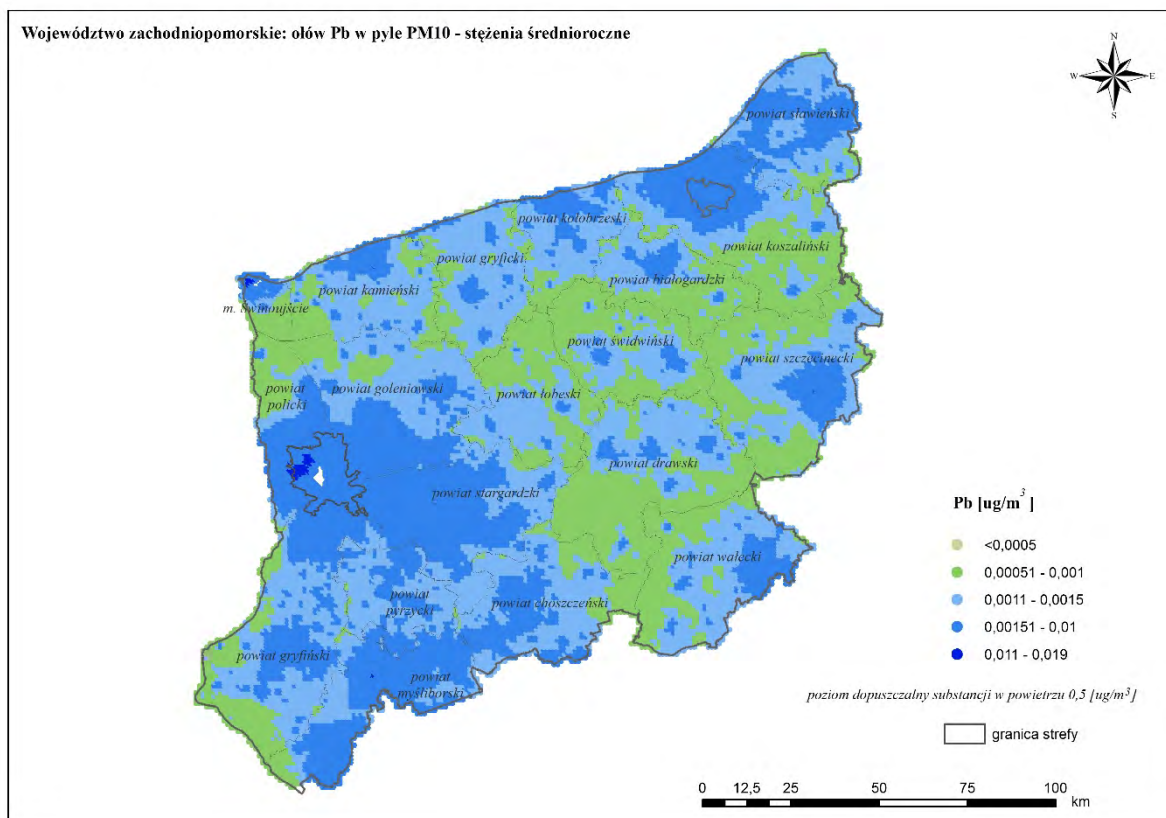 Województwo zachodniopomorskie: ołów Pb w pyle PM10 - stężenia średnioroczne
N
W
E
S
powiat sławieński
powiat kołobrzeski
powiat koszaliński
powiat gryficki
powiat białogardzki
powiat kamieński
m. Świnoujście
powiat świdwiński
powiat szczecinecki
powiat
policki
powiat goleniowski
powiat łobeski
powiat drawski
powiat stargardzki
powiat wałecki
powiat
pyrzycki
powiat choszczeński
powiat gryfiński
powiat
myśliborski
Pb [ug/m3]
<0,0005
0,00051 - 0,001
0,0011 - 0,0015
0,00151 - 0,01
0,011 - 0,019
poziom dopuszczalny substancji w powietrzu 0,5 [ug/m3]
granica strefy
0 12,5 25 50 75 100
km